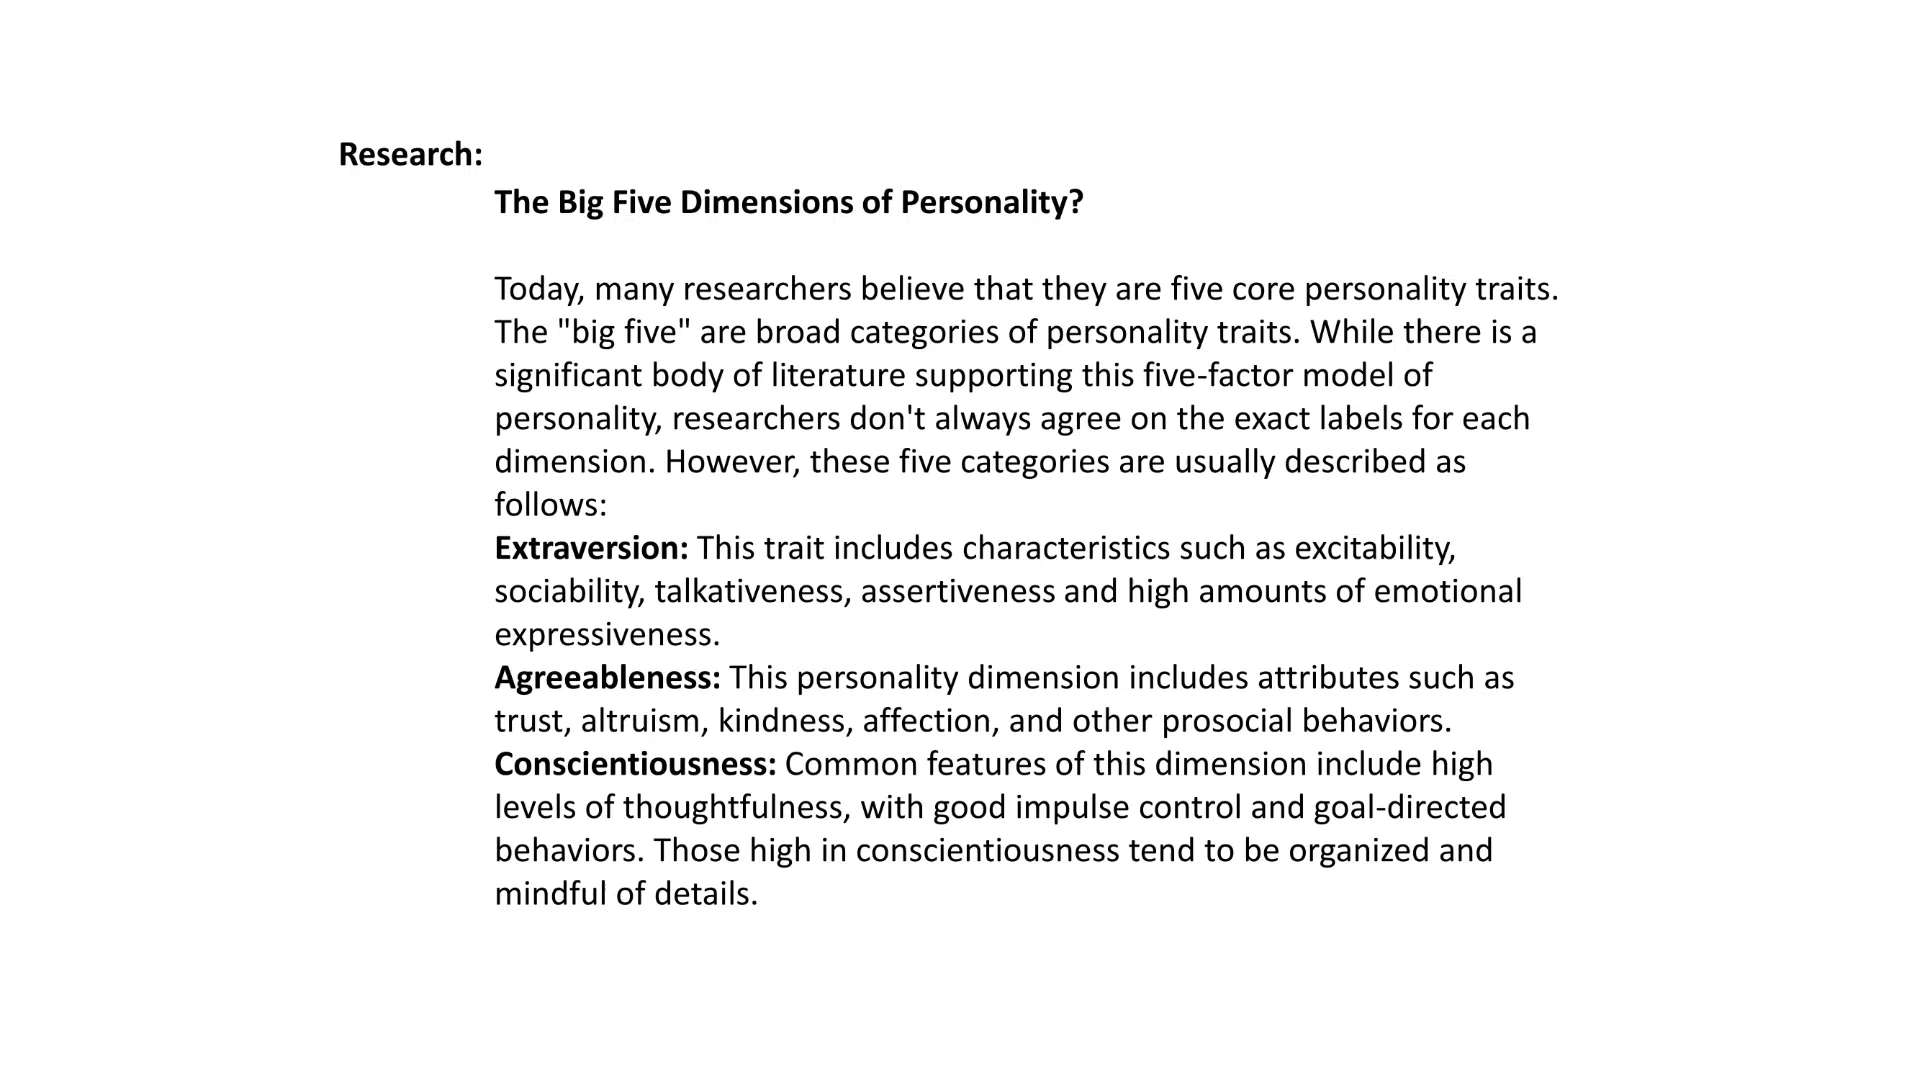 Research:
The Big Five Dimensions of Personality?
Today, many researchers believe that they are five core personality traits.
The "big five" are broad categories of personality traits. While there is a
significant body of literature supporting this five-factor model of
personality, researchers don't always agree on the exact labels for each
dimension. However, these five categories are usually described as
follows:
Extraversion: This trait includes characteristics such as excitability,
sociability, talkativeness, assertiveness and high amounts of emotional
expressiveness.
Agreeableness: This personality dimension includes attributes such as
trust, altruism, kindness, affection, and other prosocial behaviors.
Conscientiousness: Common features of this dimension include high
levels of thoughtfulness, with good impulse control and goal-directed
behaviors. Those high in conscientiousness tend to be organized and
mindful of details.